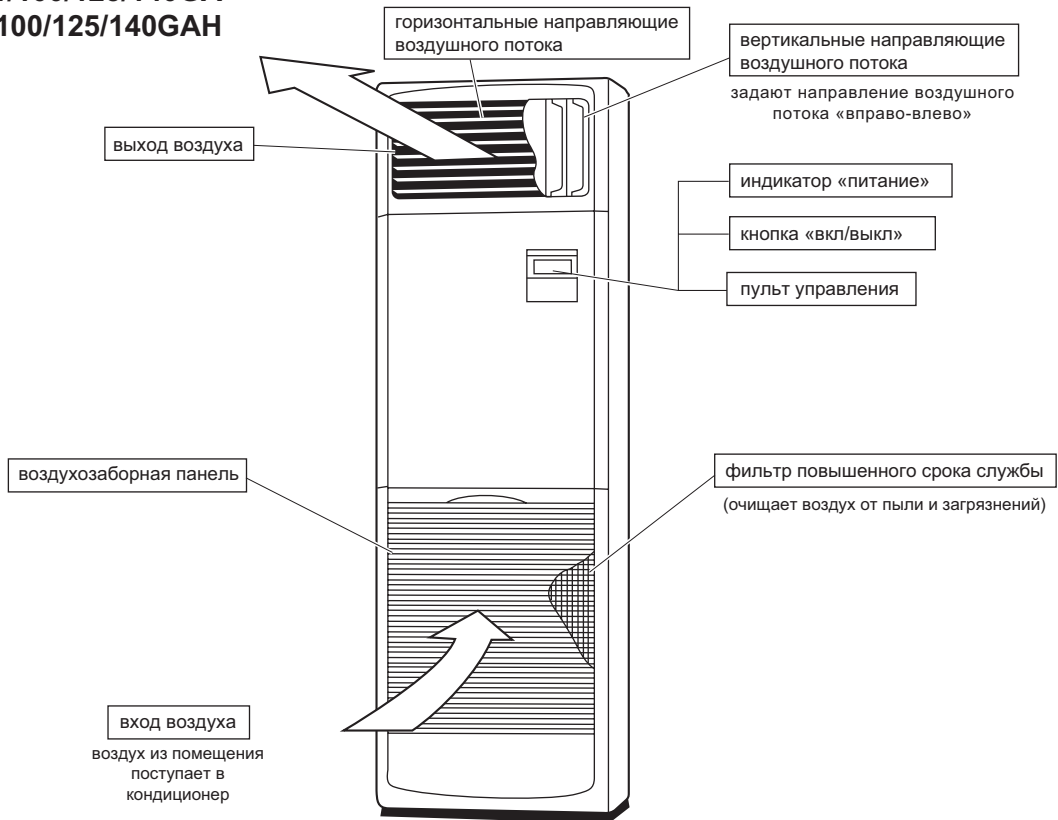 100/125/140GAH
горизонтальные направляющие
воздушного потока
вертикальные направляющие
воздушного потока
задают направление воздушного
потока «вправо-влево»
выход воздуха
индикатор «питание»
кнопка «вкл/выкл»
пульт управления
воздухозаборная панель
фильтр повышенного срока службы
(очищает воздух от пыли и загрязнений)
вход воздуха
воздух из помещения
поступает в
кондиционер